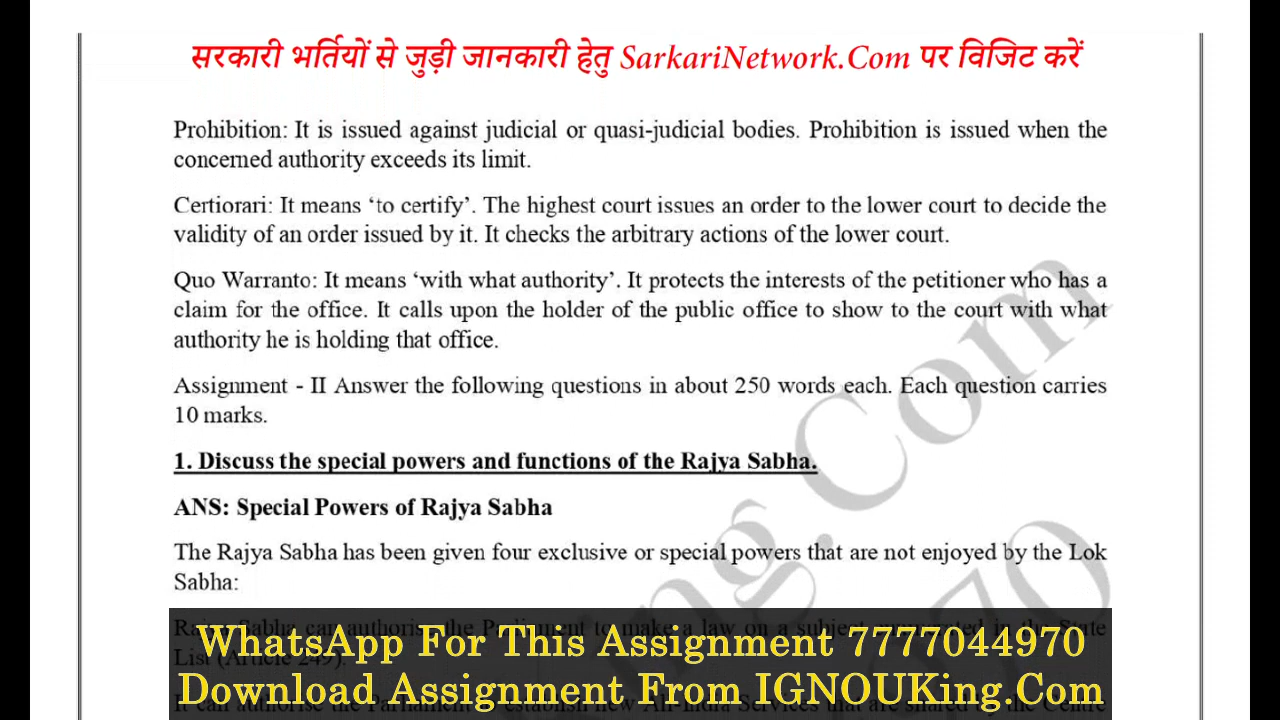 सरकारी भर्तियों से जुड़ी जानकारी हेतु SarkariNetwork.Com पर विजिट करें
Prohibition: It is issued against judicial or quasi-judicial bodies. Prohibition is issued when the
concerned authority exceeds its limit.
Certiorari: It means ‘to certify’. The highest court issues an order to the lower court to decide the
validity of an order issued by it. It checks the arbitrary actions of the lower court.
Quo Warranto: It means ‘with what authority’. It protects the interests of the petitioner who has a
claim for the office. It calls upon the holder of the public office to show to the court with what
authority he is holding that office.
Assignment - II Answer the following questions in about 250 words each. Each question carries
10 marks.
1. Discuss the special powers and functions of the Rajya Sabha.
ANS: Special Powers of Rajya Sabha
The Rajya Sabha has been given four exclusive or special powers that are not enjoyed by the Lok
Sabha:
WhatsApp For This Assignment 7777044970
Download Assignment From IGNOUKing.Com